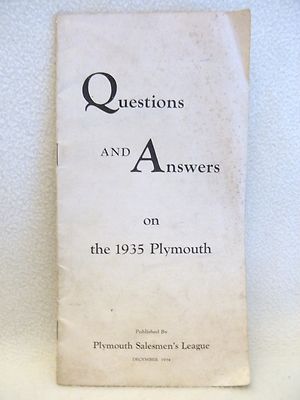 Questions
AND Answers
on
the 1935 Plymouth
Published By
Plymouth Salesmen's League
DECEMBER 1934